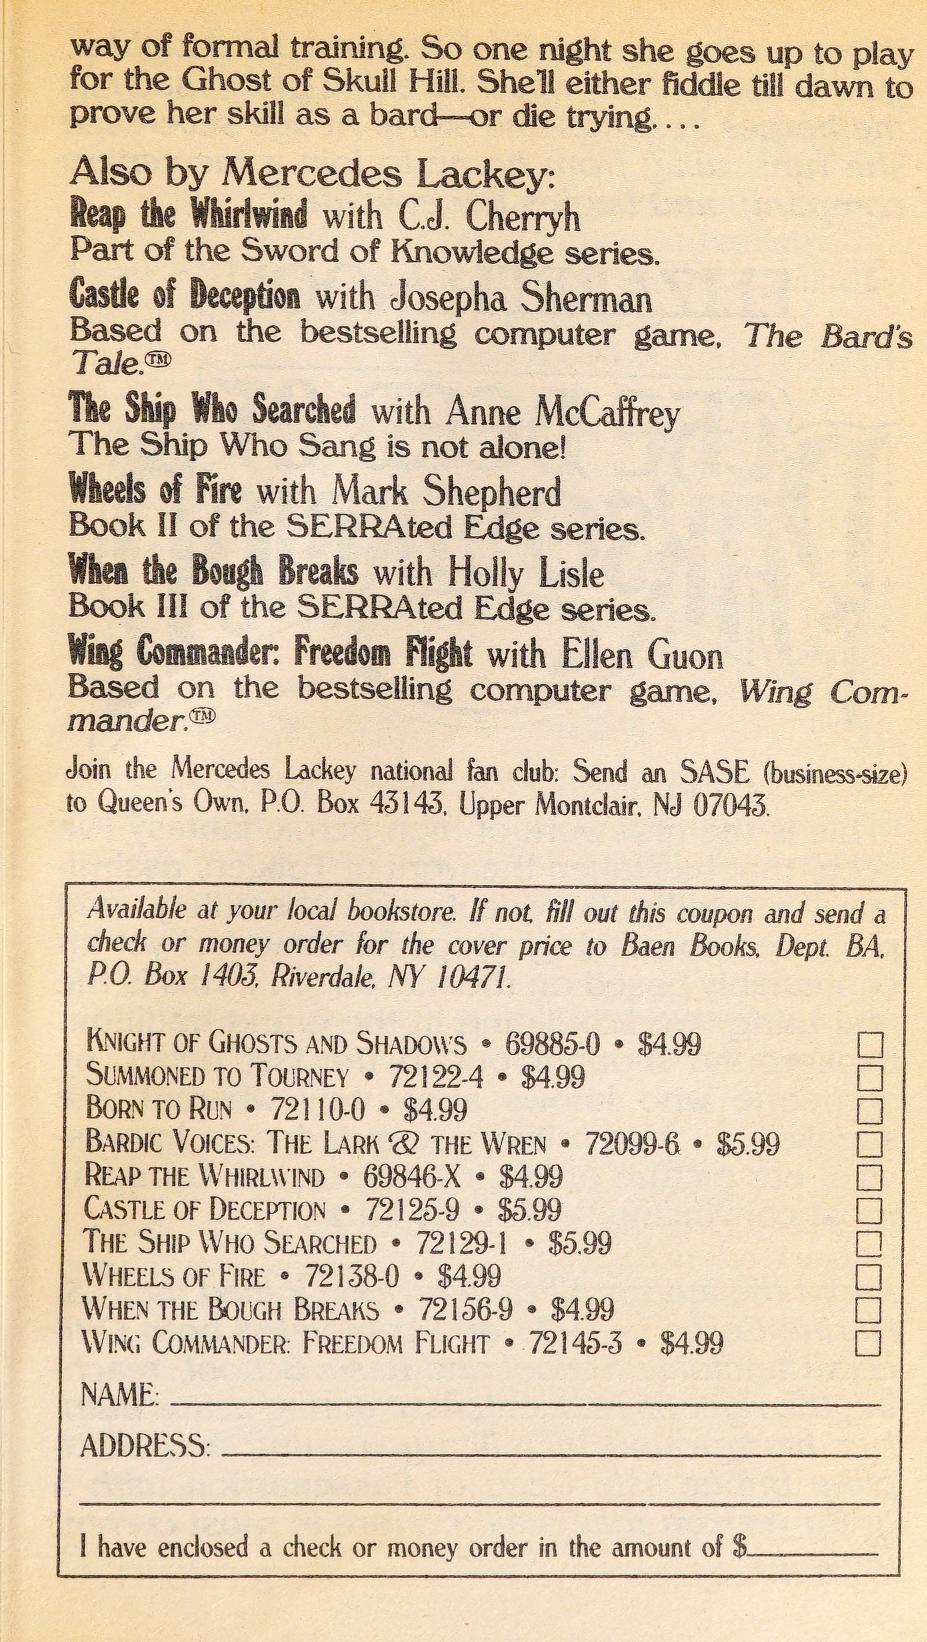 way of formal training. So one night she goes up to play
for the Ghost of Skull Hill. She'll either fiddle till dawn to
prove her skill as a bard—or die trying. . . .
Also by Mercedes Lackey:
Reap the Whirlwind with C.J. Cherryh
Part of the Sword of Knowledge series.
Castle of Deception with Josepha Sherman
Based on the bestselling computer game, The Bard's
Tale.™
The Ship Who Searched with Anne McCaffrey
The Ship Who Sang is not alone!
Wheels of Fire with Mark Shepherd
Book II of the SERRAted Edge series.
When the Bough Breaks with Holly Lisle
Book III of the SERRAted Edge series.
Wing Commander: Freedom Flight with Ellen Guon
Based on the bestselling computer game, Wing Com-
mander.™
Join the Mercedes Lackey national fan club: Send an SASE (business-size)
to Queen's Own, P.O. Box 43143, Upper Montclair, NJ 07043.
Available at your local bookstore. If not, fill out this coupon and send a
check or money order for the cover price to Baen Books, Dept. BA,
P.O. Box 1403, Riverdale, NY 10471.
KNIGHT OF GHOSTS AND SHADOWS • 69885-0 • $4.99
SUMMONED TO TOURNEY • 72122-4 • $4.99
BORN TO RUN • 72110-0 • $4.99
BARDIC VOICES: THE LARK & THE WREN • 72099-6 • $5.99
REAP THE WHIRLWIND • 69846-X • $4.99
CASTLE OF DECEPTION • 72125-9 • $5.99
THE SHIP WHO SEARCHED • 72129-1 • $5.99
WHEELS OF FIRE • 72138-0 • $4.99
WHEN THE BOUGH BREAKS • 72156-9 • $4.99
WING COMMANDER: FREEDOM FLIGHT • 72145-3 • $4.99
NAME:
ADDRESS:
I have enclosed a check or money order in the amount of $